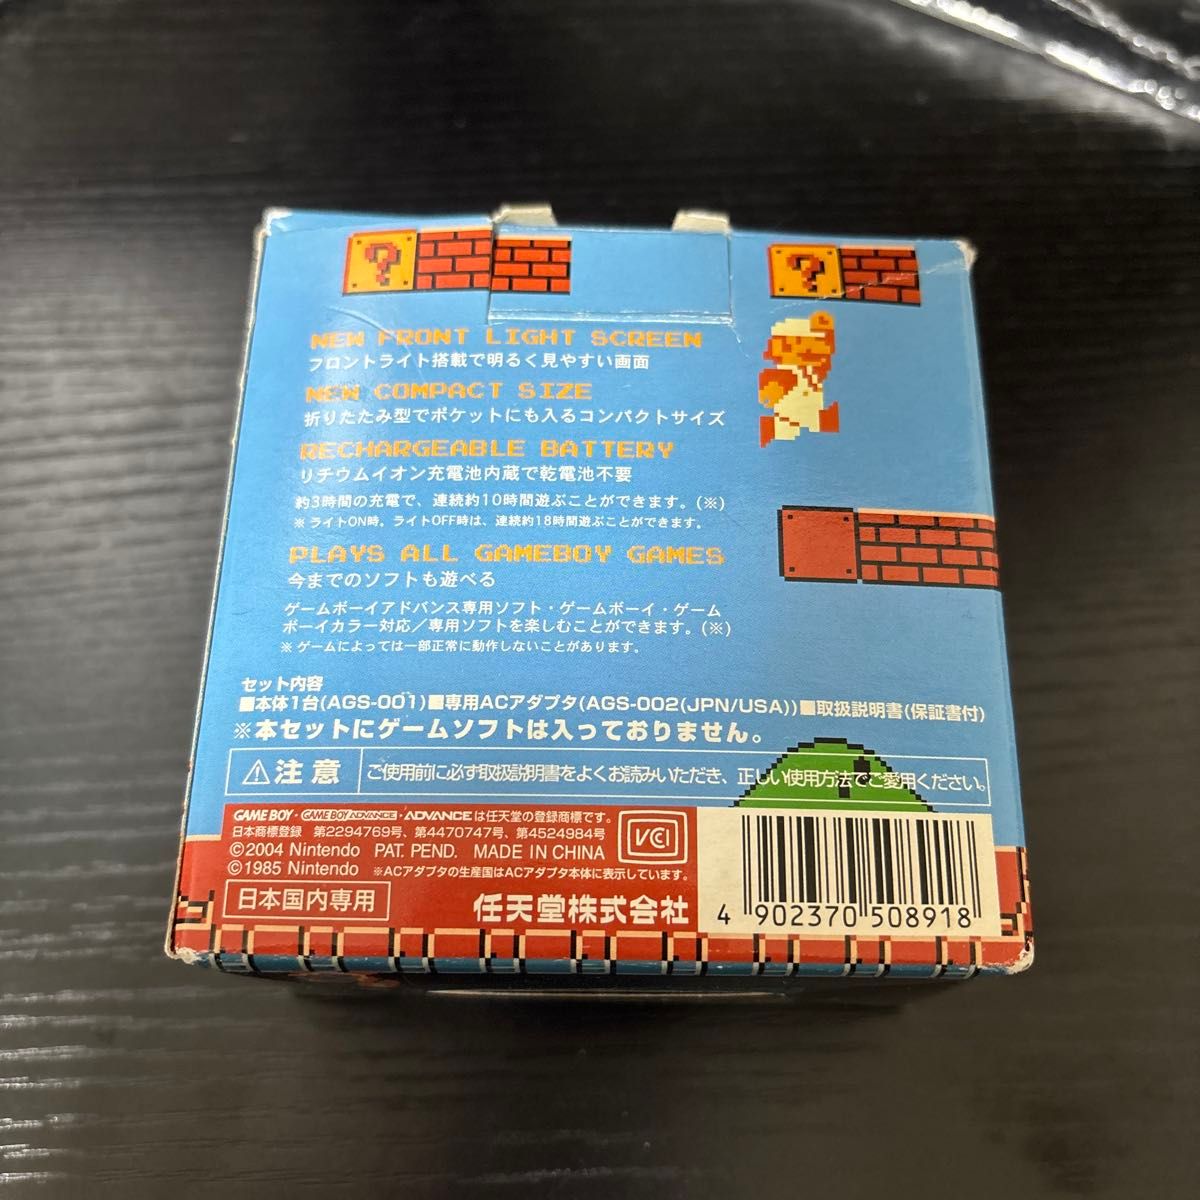 NEW FRONT LIGHT SCREEN
フロントライト搭載で明るく見やすい画面
NEW COMPACT SIZE
折りたたみ型でポケットにも入るコンパクトサイズ
RECHARGEABLE BATTERY
リチウムイオン充電池内蔵で乾電池不要
約3時間の充電で、連続約10時間遊ぶことができます。(※)
※ ライトON時。ライトOFF時は、連続約18時間遊ぶことができます。
PLAYS ALL GAMEBOY GAMES
今までのソフトも遊べる
ゲームボーイアドバンス専用ソフト・ゲームボーイ・ゲーム
ボーイカラー対応/専用ソフトを楽しむことができます。(※)
※ ゲームによっては一部正常に動作しないことがあります。
セット内容
■本体1台(AGS-001)■専用ACアダプタ(AGS-002(JPN/USA))■取扱説明書(保証書付)
※本セットにゲームソフトは入っておりません。
⚠注意 ご使用前に必ず取扱説明書をよくお読みいただき、正しい使用方法でご愛用ください。
GAME BOY・GAME BOY ADVANCE・ADVANCEは任天堂の登録商標です。
日本商標登録 第2294769号、第4470747号、第4524984号
©2004 Nintendo PAT. PEND. MADE IN CHINA
©1985 Nintendo ※ACアダプタの生産国はACアダプタ本体に表示しています。
VCI
日本国内専用
任天堂株式会社
4 902370 508918